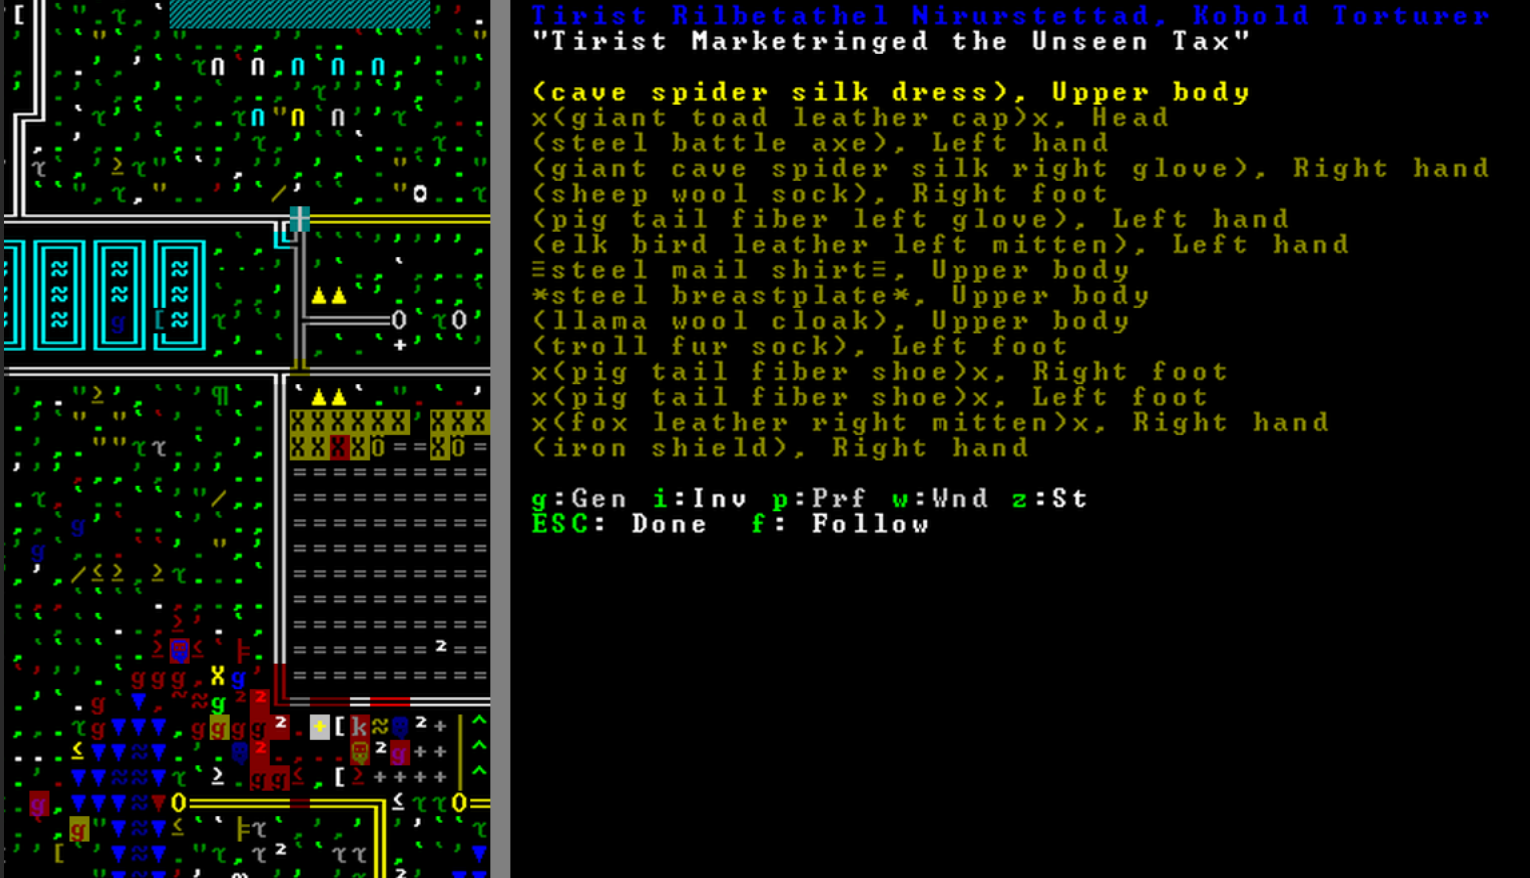 Tirist Rilbetathel Nirurstettad, Kobold Torturer
"Tirist Marketringed the Unseen Tax"
(cave spider silk dress), Upper body
x(giant toad leather cap)x, Head
(steel battle axe), Left hand
(giant cave spider silk right glove), Right hand
(sheep wool sock), Right foot
(pig tail fiber left glove), Left hand
(elk bird leather left mitten), Left hand
≡steel mail shirt≡, Upper body
*steel breastplate*, Upper body
(llama wool cloak), Upper body
(troll fur sock), Left foot
x(pig tail fiber shoe)x, Right foot
x(pig tail fiber shoe)x, Left foot
x(fox leather right mitten)x, Right hand
(iron shield), Right hand
g:Gen i:Inv p:Prf w:Wnd z:St
ESC: Done f: Follow